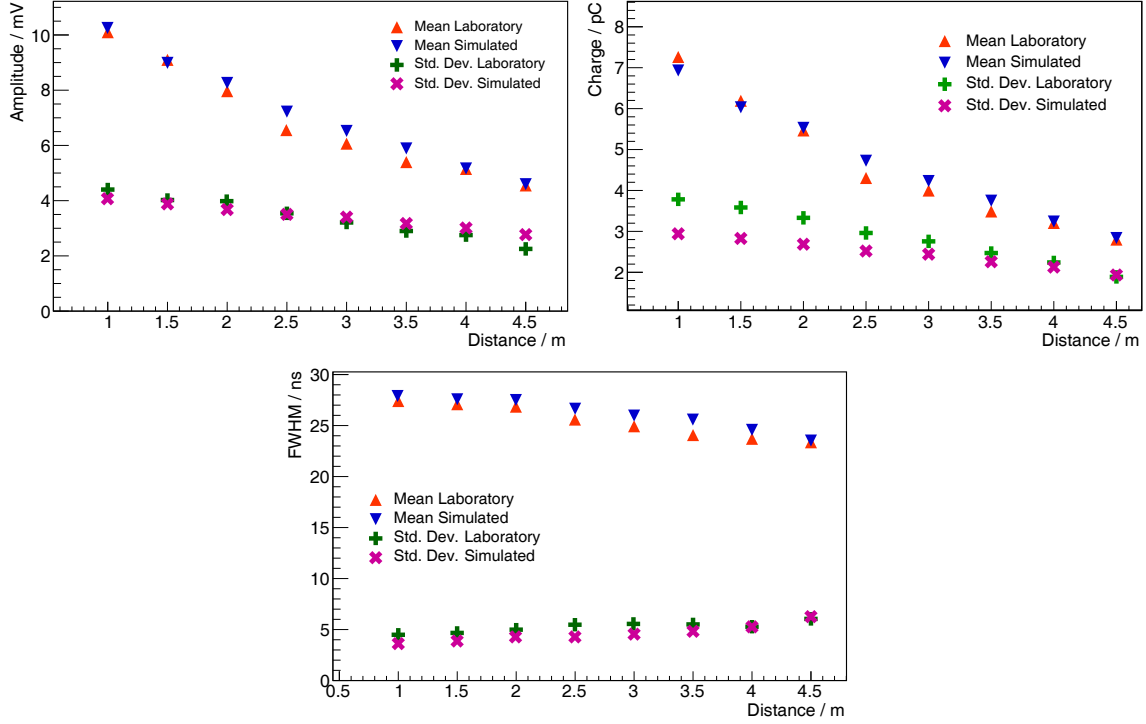 Amplitude / mV
10
8
6
4
2
0
Mean Laboratory
Mean Simulated
Std. Dev. Laboratory
Std. Dev. Simulated
1 1.5 2 2.5 3 3.5 4 4.5
Distance / m
Charge / pC
8
7
6
5
4
3
2
Mean Laboratory
Mean Simulated
Std. Dev. Laboratory
Std. Dev. Simulated
1 1.5 2 2.5 3 3.5 4 4.5
Distance / m
FWHM / ns
30
25
20
15
10
5
0
Mean Laboratory
Mean Simulated
Std. Dev. Laboratory
Std. Dev. Simulated
0.5 1 1.5 2 2.5 3 3.5 4 4.5
Distance / m